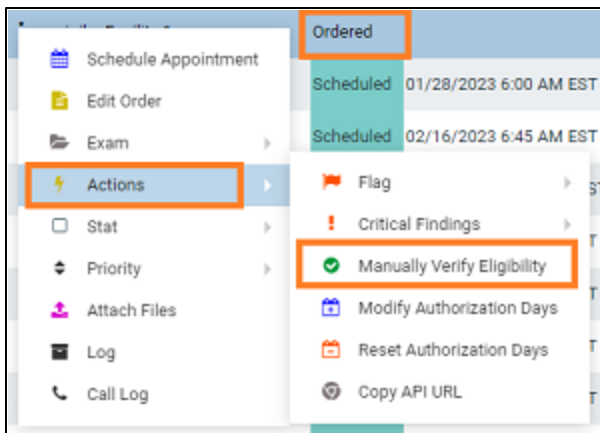 Ordered
Schedule Appointment
Scheduled 01/28/2023 6:00 AM EST
Edit Order
Exam
Scheduled 02/16/2023 6:45 AM EST
Actions
Flag
Stat
Critical Findings
Priority
Manually Verify Eligibility
Attach Files
Modify Authorization Days
Log
Reset Authorization Days
Call Log
Copy API URL